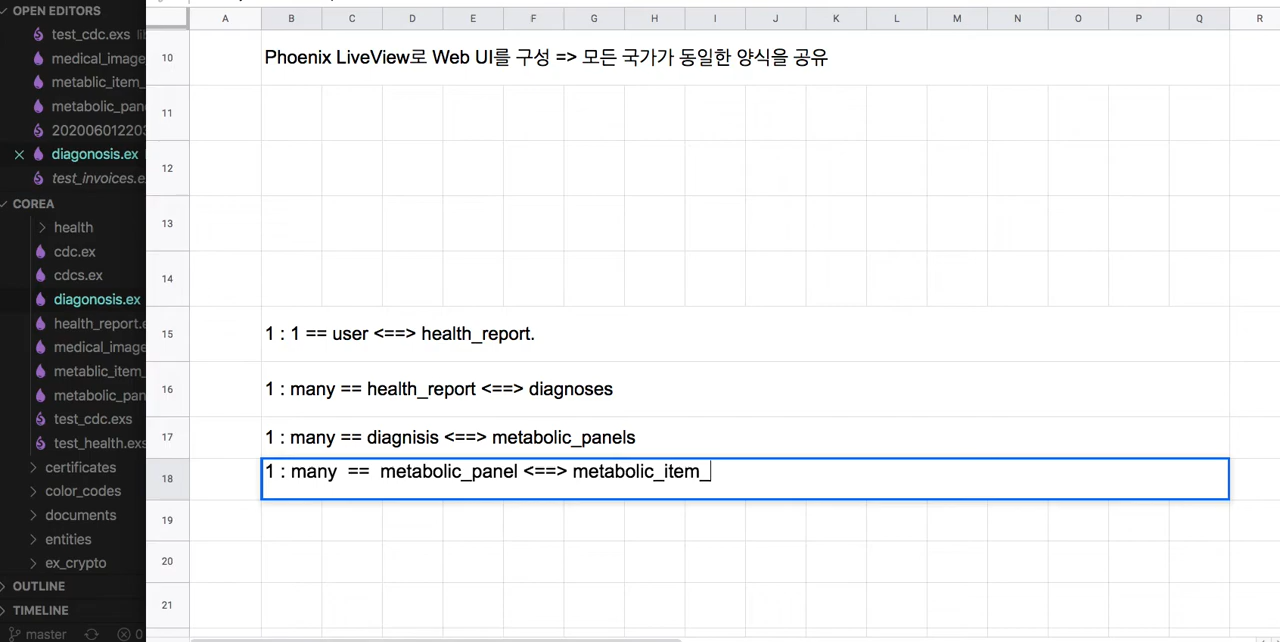 OPEN EDITORS
test_cdc.exs
medical_image
metablic_item_
metabolic_pan
20200601220
diagonosis.ex
test_invoices.e
COREA
health
cdc.ex
cdcs.ex
diagonosis.ex
health_report.e
medical_image
metablic_item_
metabolic_pan
test_cdc.exs
test_health.exs
certificates
color_codes
documents
entities
ex_crypto
OUTLINE
TIMELINE
master
0
A B C D E F G H I J K L M N O P Q R
10 Phoenix LiveView로 Web UI를 구성 => 모든 국가가 동일한 양식을 공유
11
12
13
14
15 1 : 1 == user <==> health_report.
16 1 : many == health_report <==> diagnoses
17 1 : many == diagnisis <==> metabolic_panels
18 1 : many == metabolic_panel <==> metabolic_item_
19
20
21